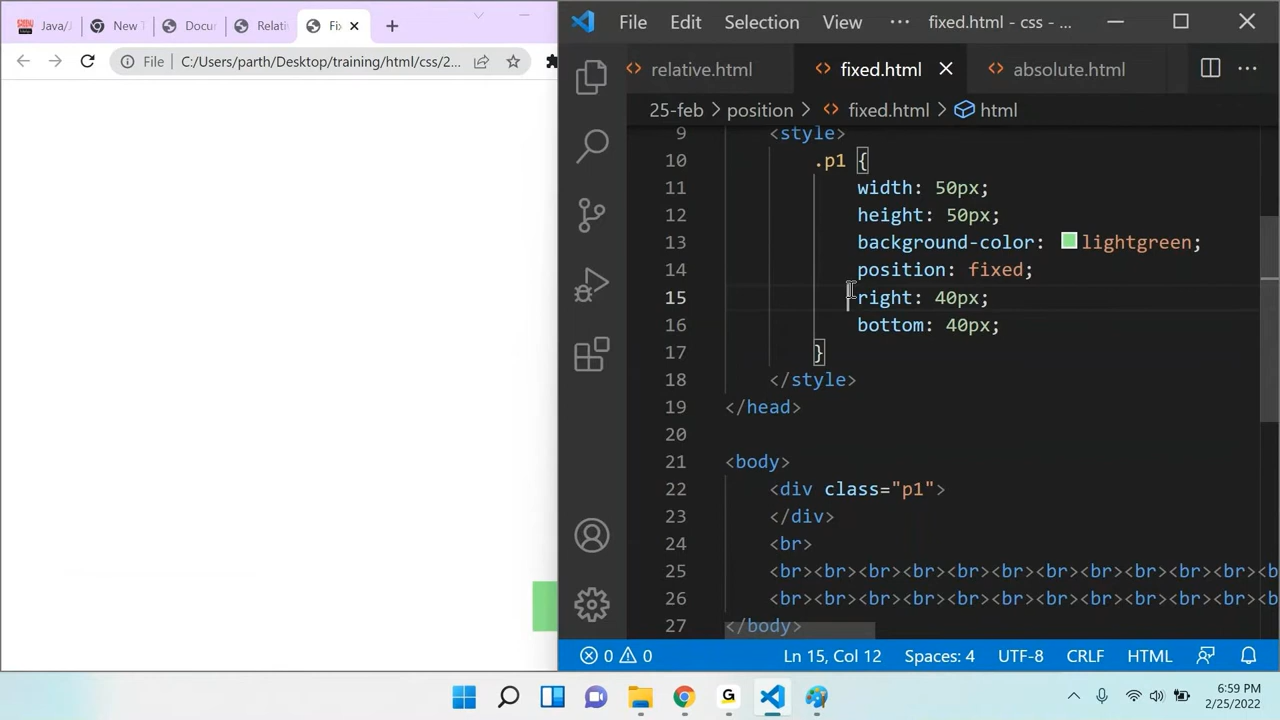 Java/J
New T
Docu
Relati
Fix
File
C:/Users/parth/Desktop/training/html/css/2...
File Edit Selection View ··· fixed.html - css - ...
relative.html
fixed.html
absolute.html
25-feb > position > fixed.html > html
9 <style>
10 .p1 {
11 width: 50px;
12 height: 50px;
13 background-color: lightgreen;
14 position: fixed;
15 right: 40px;
16 bottom: 40px;
17 }
18 </style>
19 </head>
20
21 <body>
22 <div class="p1">
23 </div>
24 <br>
25 <br><br><br><br><br><br><br><br><br><br><br><b
26 <br><br><br><br><br><br><br><br><br><br><br><b
27 </body>
0 0 Ln 15, Col 12 Spaces: 4 UTF-8 CRLF HTML
G
6:59 PM
2/25/2022